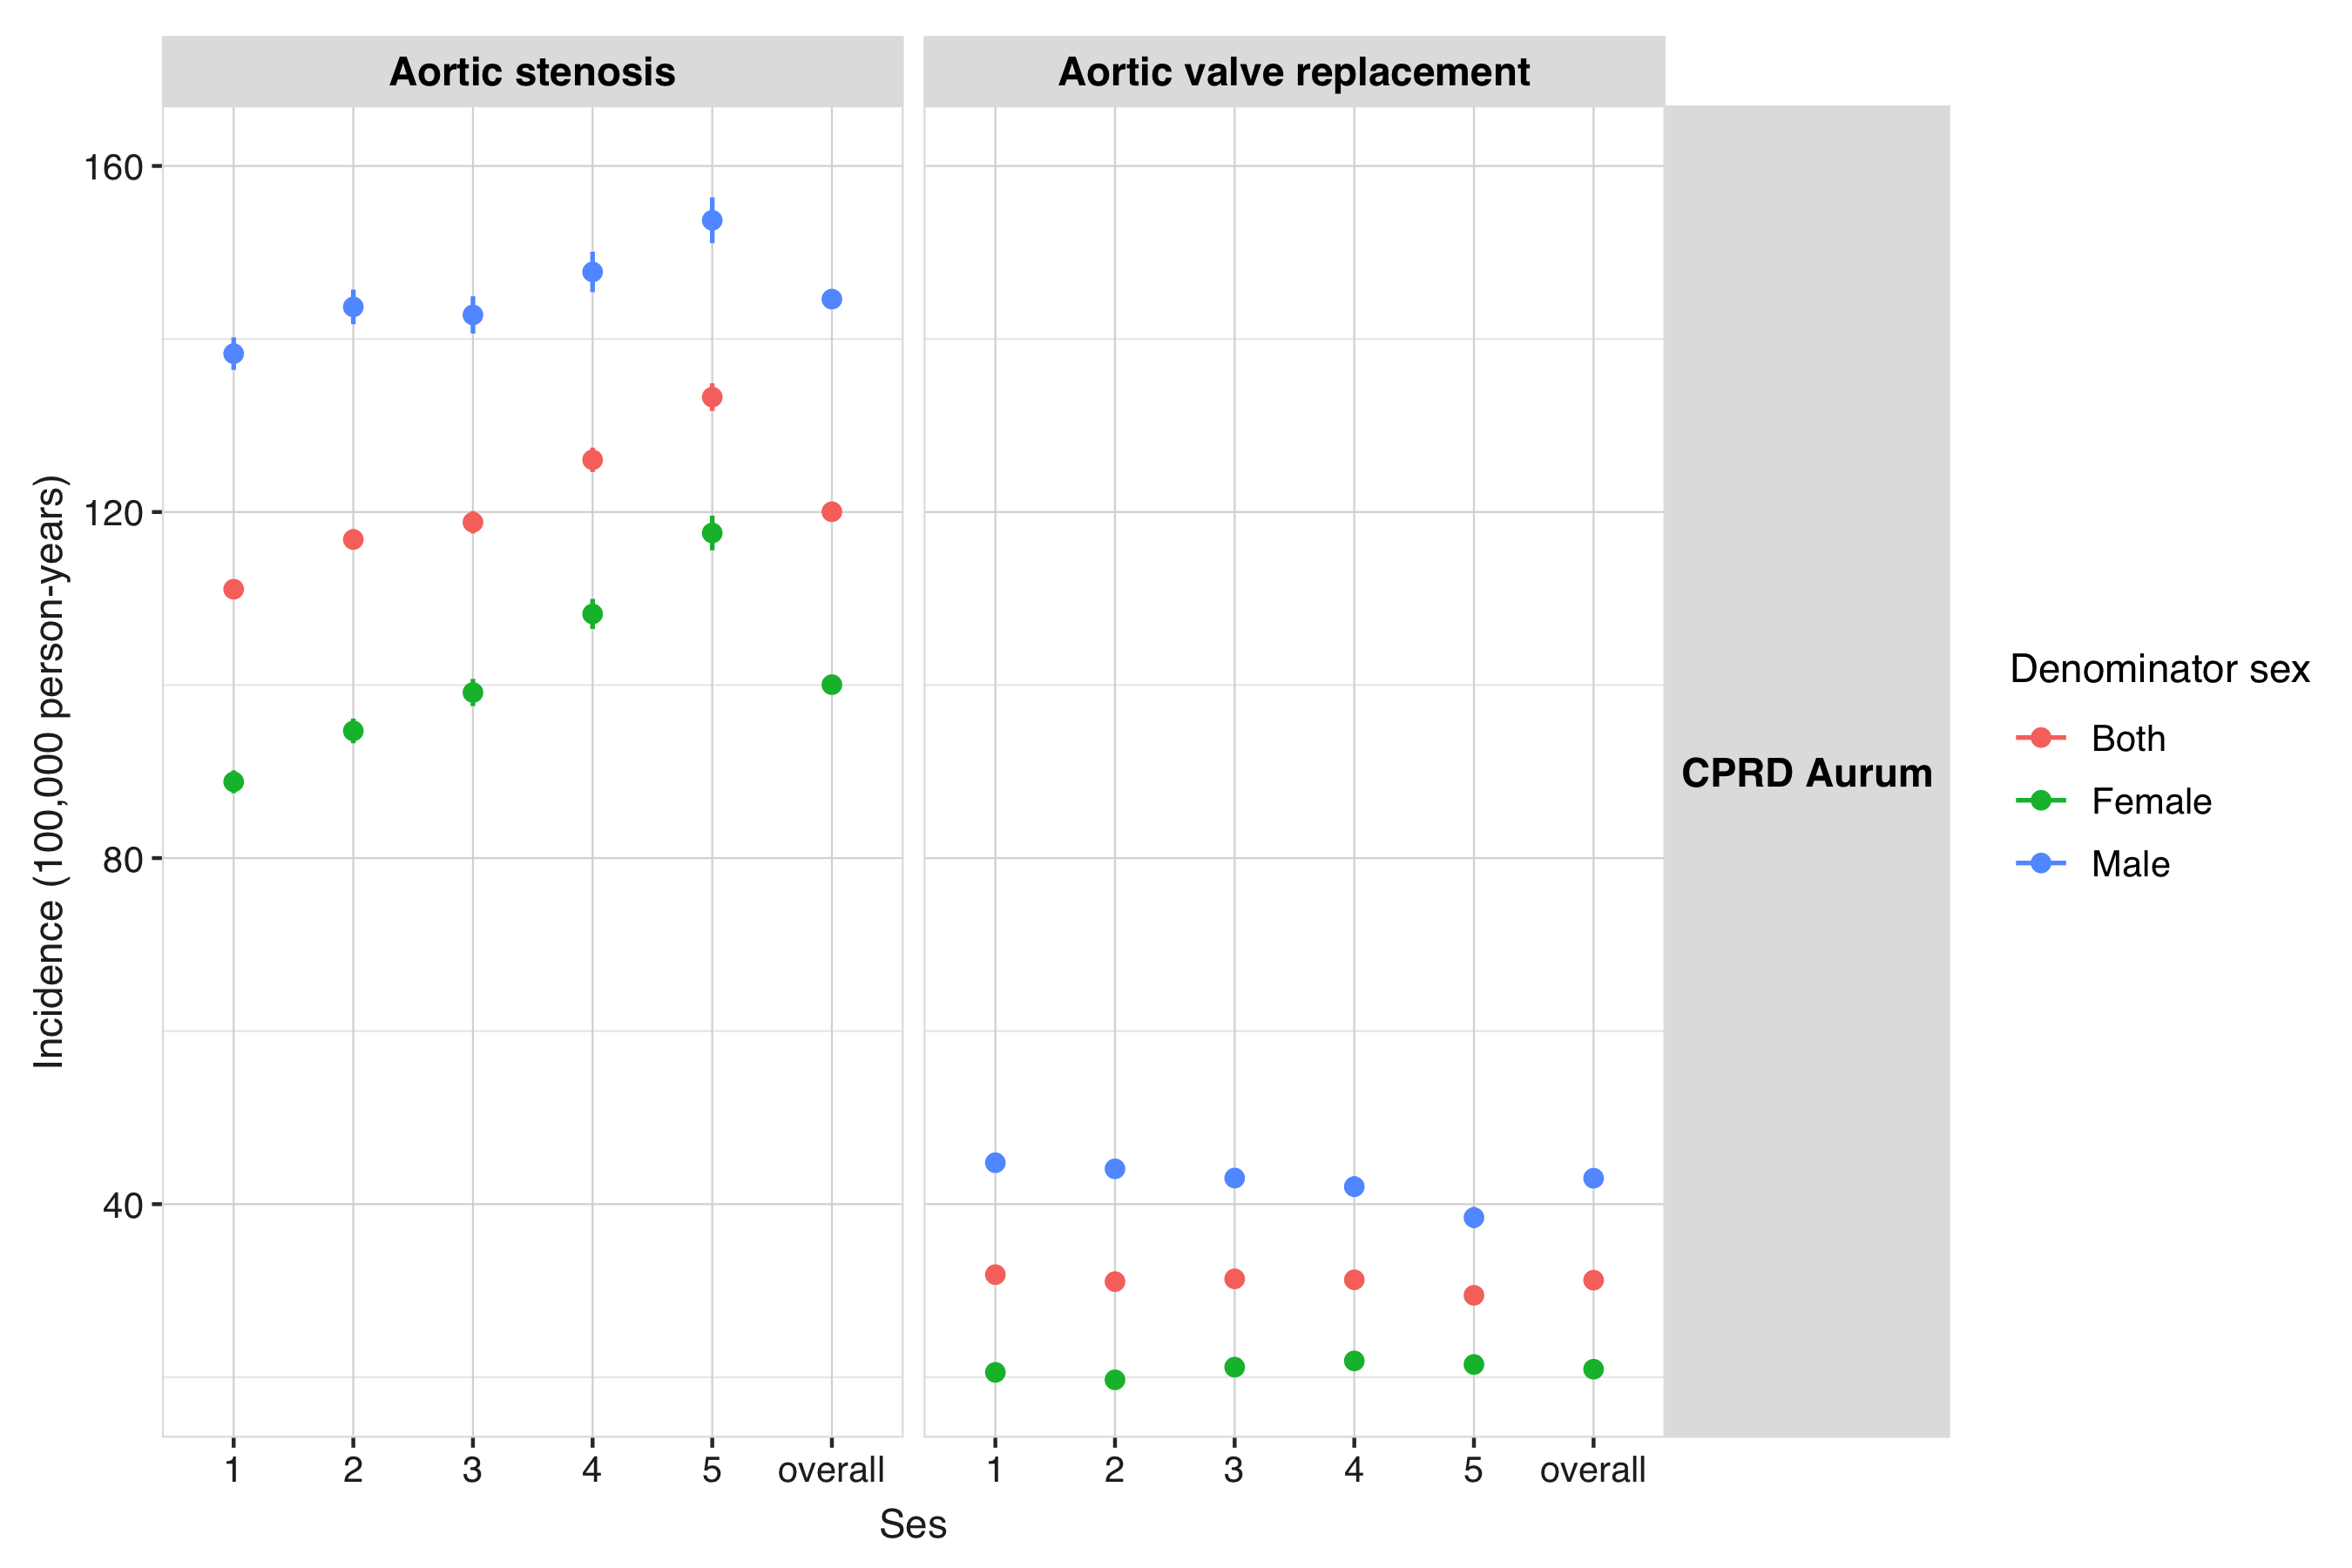 Aortic stenosis
Aortic valve replacement
160
120
80
40
Incidence (100,000 person-years)
CPRD Aurum
Denominator sex
Both
Female
Male
1 2 3 4 5 overall
1 2 3 4 5 overall
Ses